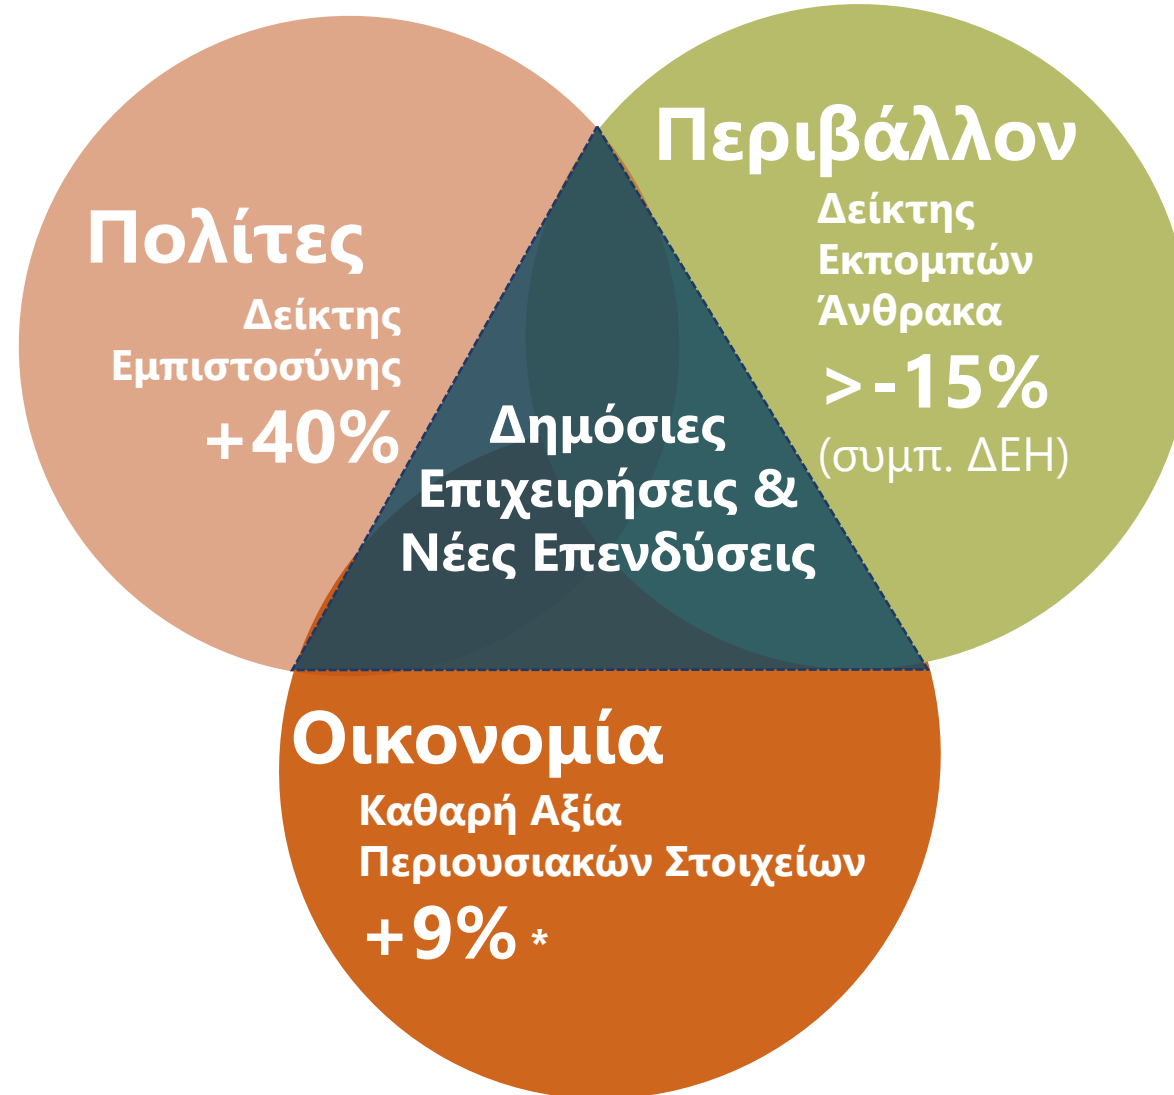 Πολίτες
Δείκτης
Εμπιστοσύνης
+40%
Περιβάλλον
Δείκτης
Εκπομπών
Άνθρακα
>-15%
(συμπ. ΔΕΗ)
Δημόσιες
Επιχειρήσεις &
Νέες Επενδύσεις
Οικονομία
Καθαρή Αξία
Περιουσιακών Στοιχείων
+9% *